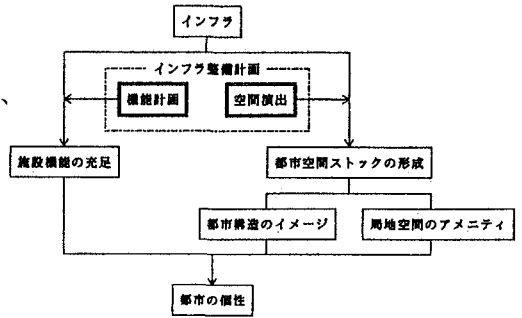 インフラ
インフラ整備計画
機能計画
空間演出
施設機能の充足
都市空間ストックの形成
都市構造のイメージ
局地空間のアメニティ
都市の個性